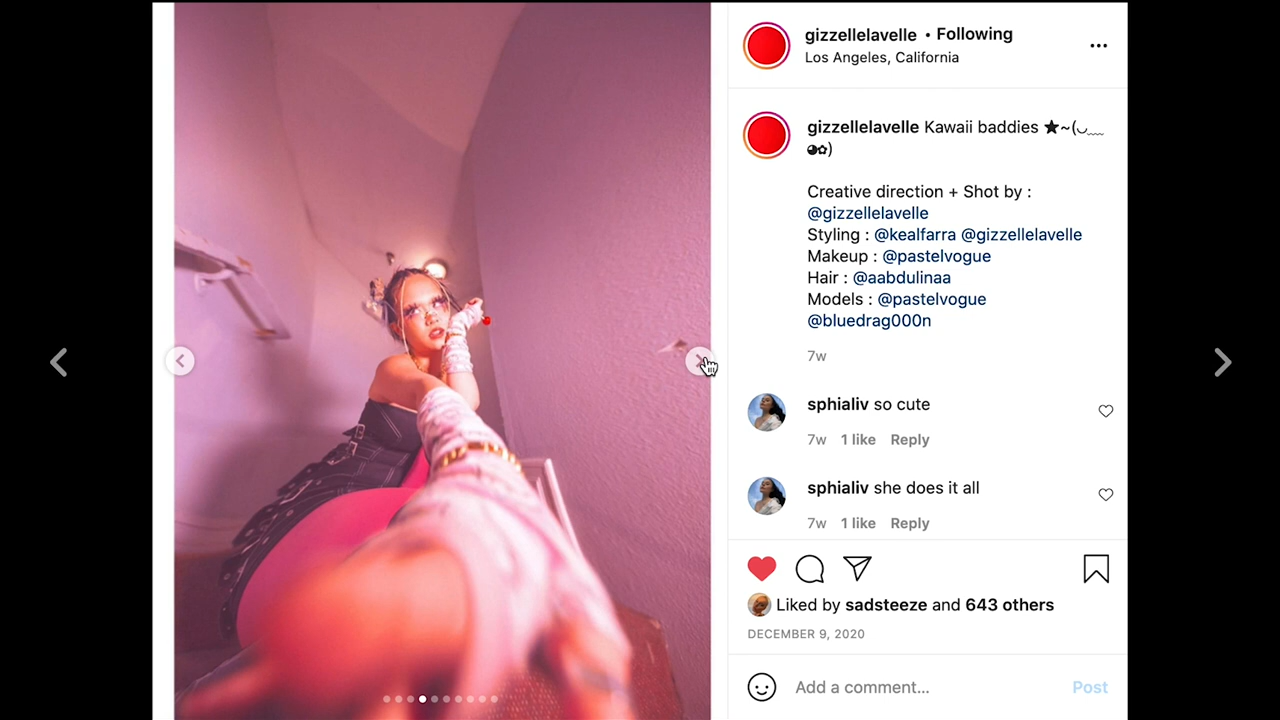 gizzellelavelle • Following
Los Angeles, California
gizzellelavelle Kawaii baddies ★~(◡﹏
◕✿)
Creative direction + Shot by :
@gizzellelavelle
Styling : @kealfarra @gizzellelavelle
Makeup : @pastelvogue
Hair : @aabdulinaa
Models : @pastelvogue
@bluedrag000n
7w
sphialiv so cute
7w 1 like Reply
sphialiv she does it all
7w 1 like Reply
Liked by sadsteeze and 643 others
DECEMBER 9, 2020
Add a comment... Post